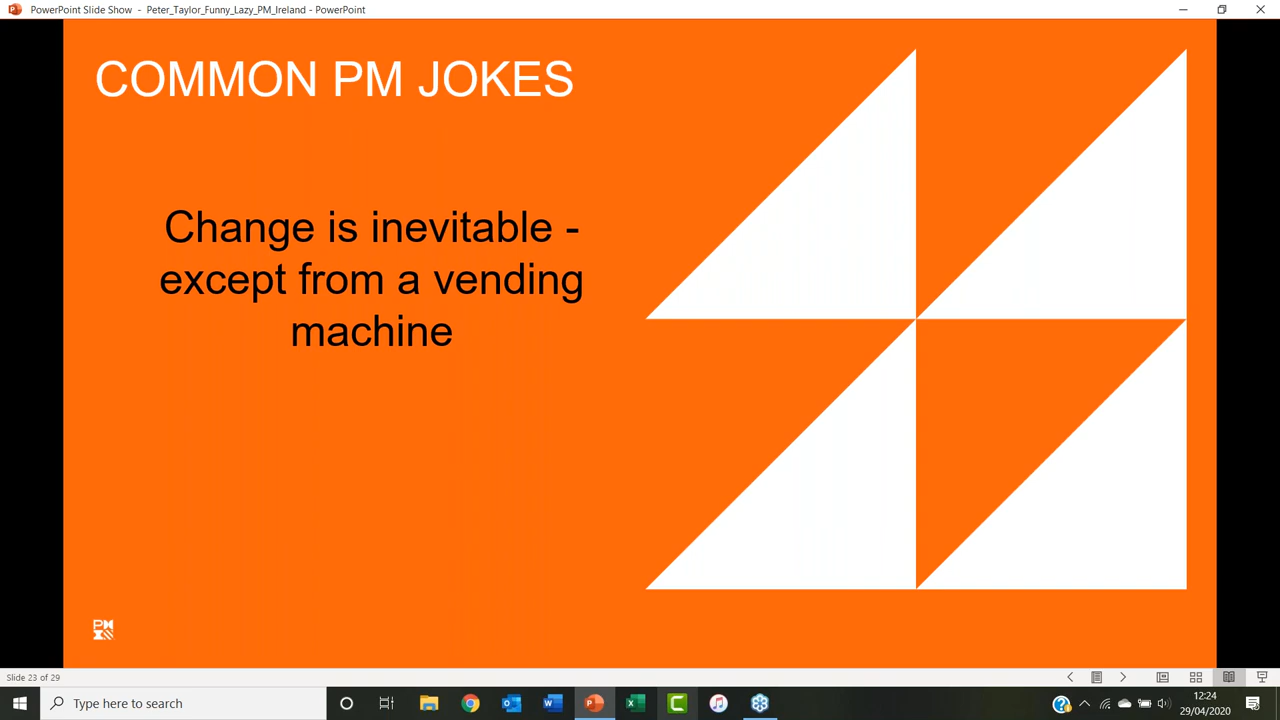 PowerPoint Slide Show - Peter_Taylor_Funny_Lazy_PM_Ireland - PowerPoint
COMMON PM JOKES
Change is inevitable -
except from a vending
machine
Slide 23 of 29
Type here to search
12:24
29/04/2020